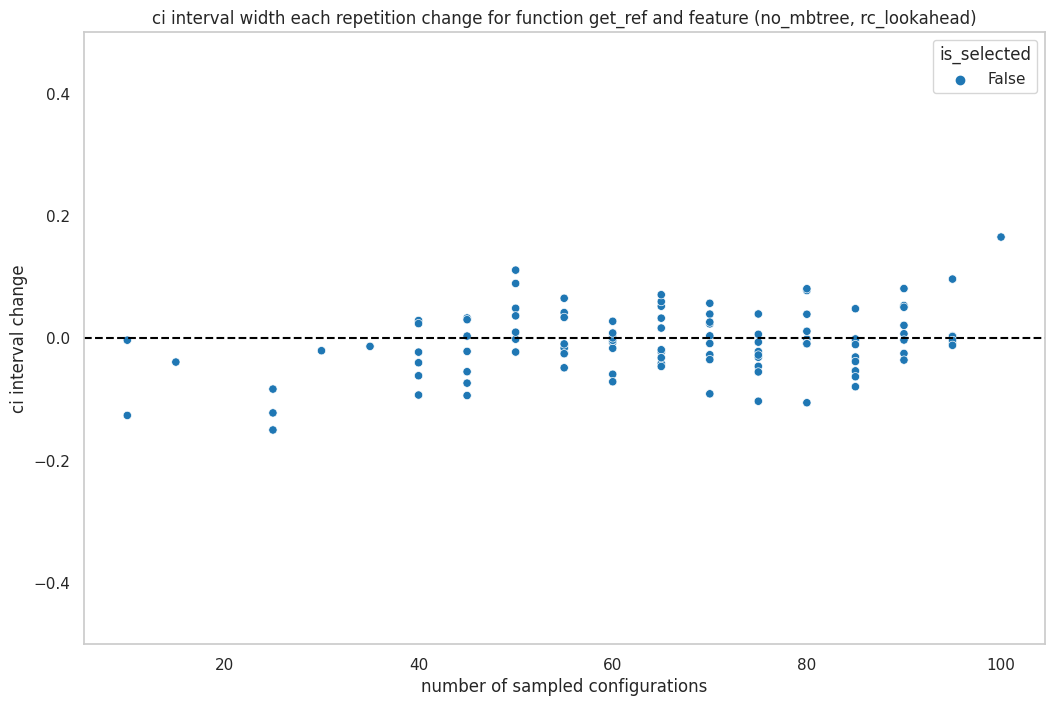 ci interval width each repetition change for function get_ref and feature (no_mbtree, rc_lookahead)
is_selected
False
0.4
0.2
0.0
−0.2
−0.4
ci interval change
20 40 60 80 100
number of sampled configurations